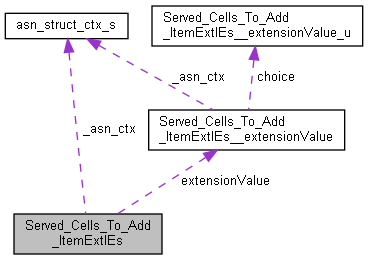 asn_struct_ctx_s
Served_Cells_To_Add
_ItemExtIEs__extensionValue_u
_asn_ctx
choice
_asn_ctx
Served_Cells_To_Add
_ItemExtIEs__extensionValue
extensionValue
Served_Cells_To_Add
_ItemExtIEs